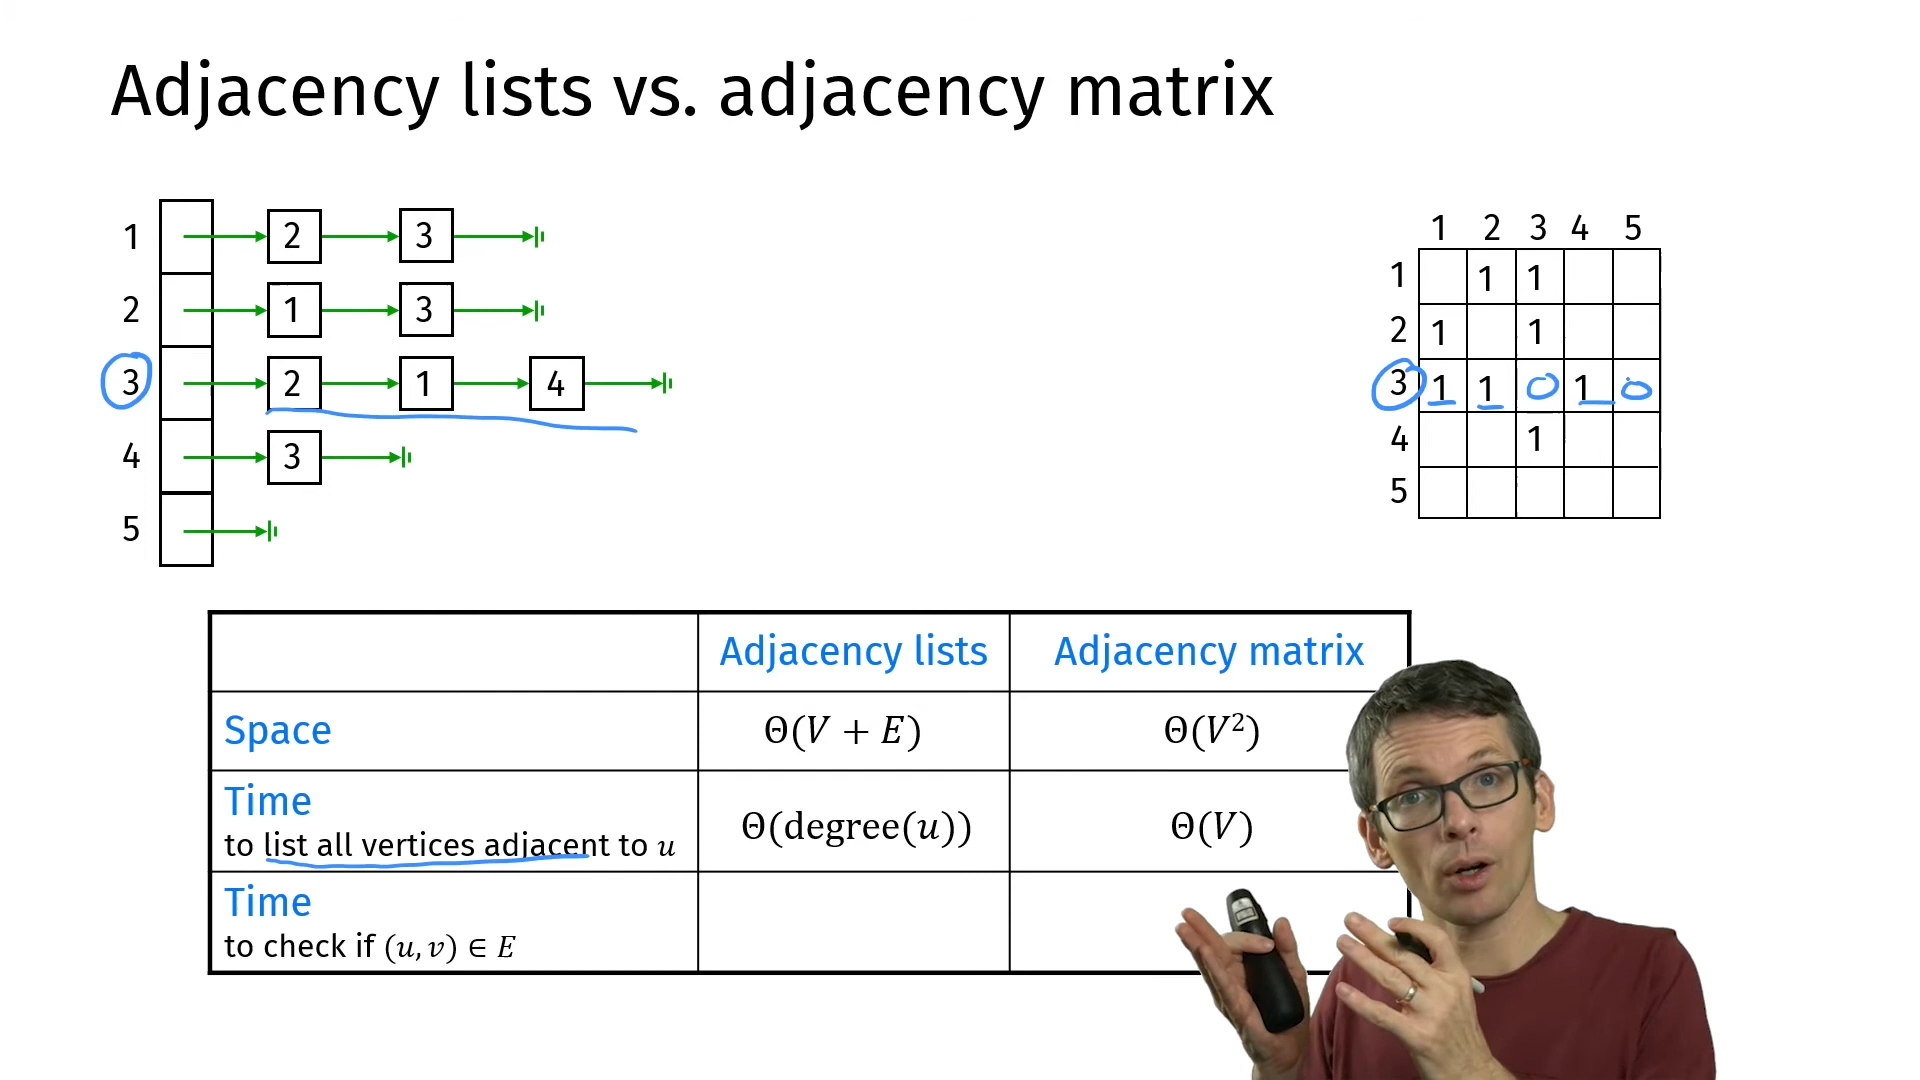 Adjacency lists vs. adjacency matrix
1 2 3
2 1 3
3 2 1 4
4 3
5
1 2 3 4 5
1 1 1
2 1 1
3 1 1 0 1 0
4 1
5
Adjacency lists Adjacency matrix
Space Θ(V + E) Θ(V²)
Time
to list all vertices adjacent to u Θ(degree(u)) Θ(V)
Time
to check if (u, v) ∈ E